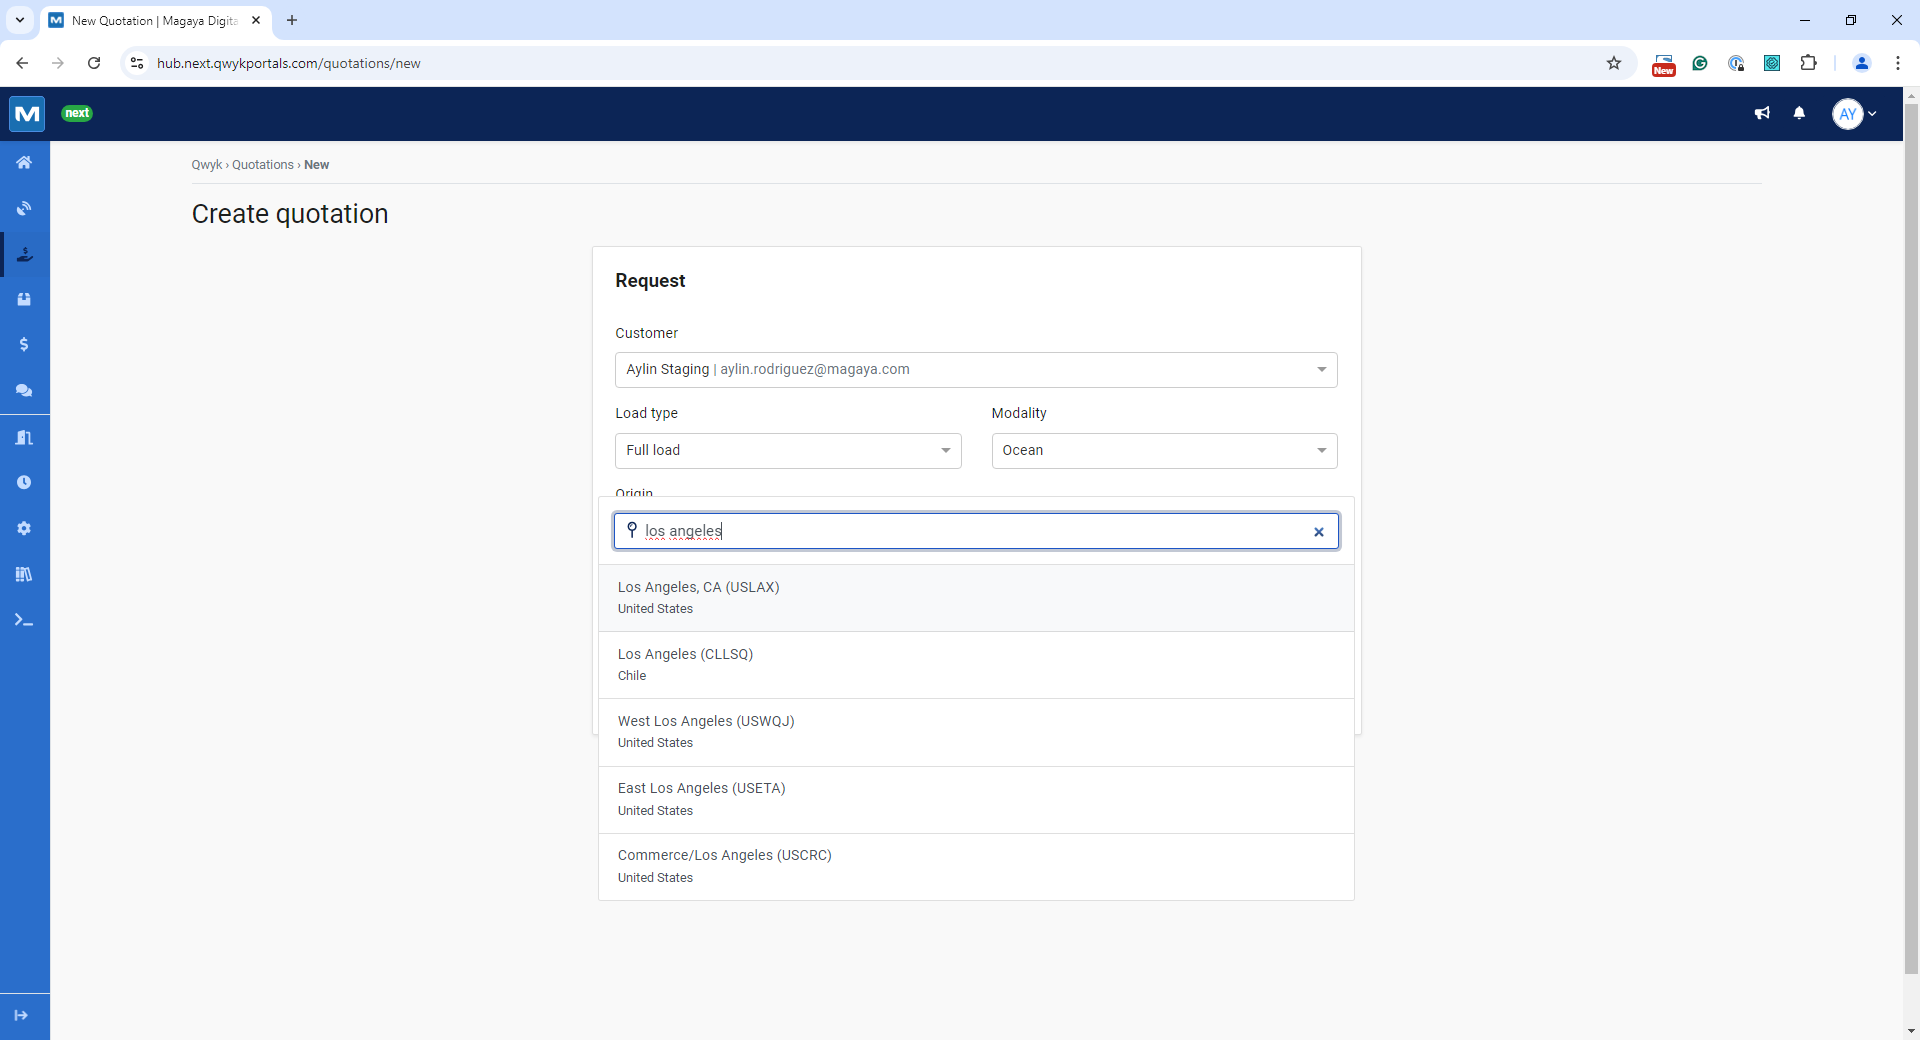 New Quotation | Magaya Digita
hub.next.qwykportals.com/quotations/new
New
next
AY
Qwyk › Quotations › New
Create quotation
Request
Customer
Aylin Staging | aylin.rodriguez@magaya.com
Load type
Modality
Full load
Ocean
Origin
los angeles
Los Angeles, CA (USLAX)
United States
Los Angeles (CLLSQ)
Chile
West Los Angeles (USWQJ)
United States
East Los Angeles (USETA)
United States
Commerce/Los Angeles (USCRC)
United States